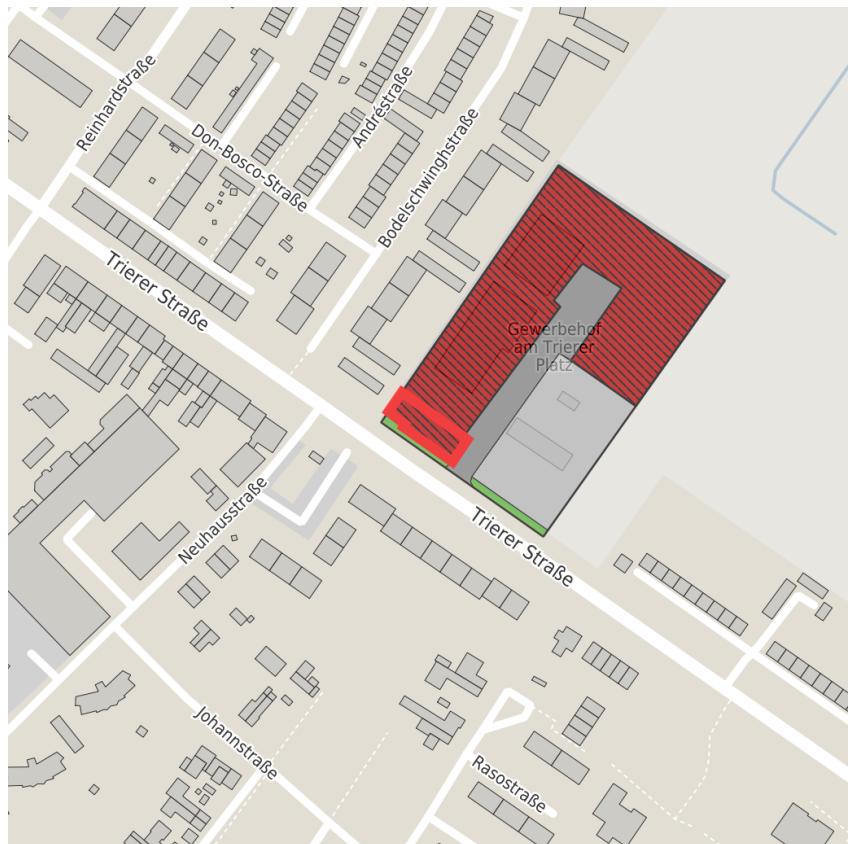 Reinhardstraße
Andréstraße
Don-Bosco-Straße
Bodelschwinghstraße
Trierer Straße
Gewerbehof
am Trierer
Platz
Neuhausstraße
Trierer Straße
Johannstraße
Rasostraße